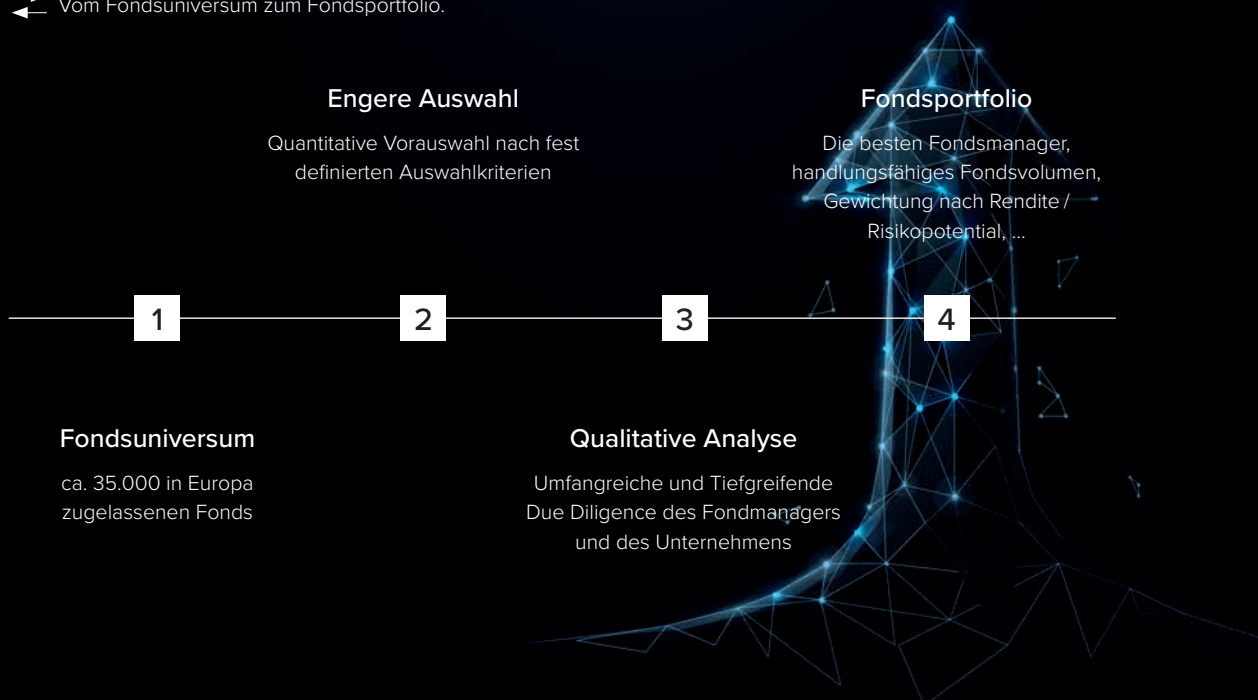 Vom Fondsuniversum zum Fondsportfolio.
Engere Auswahl
Quantitative Vorauswahl nach fest
definierten Auswahlkriterien
Fondsportfolio
Die besten Fondsmanager,
handlungsfähiges Fondsvolumen,
Gewichtung nach Rendite /
Risikopotential, ...
1
2
3
4
Fondsuniversum
ca. 35.000 in Europa
zugelassenen Fonds
Qualitative Analyse
Umfangreiche und Tiefgreifende
Due Diligence des Fondmanagers
und des Unternehmens